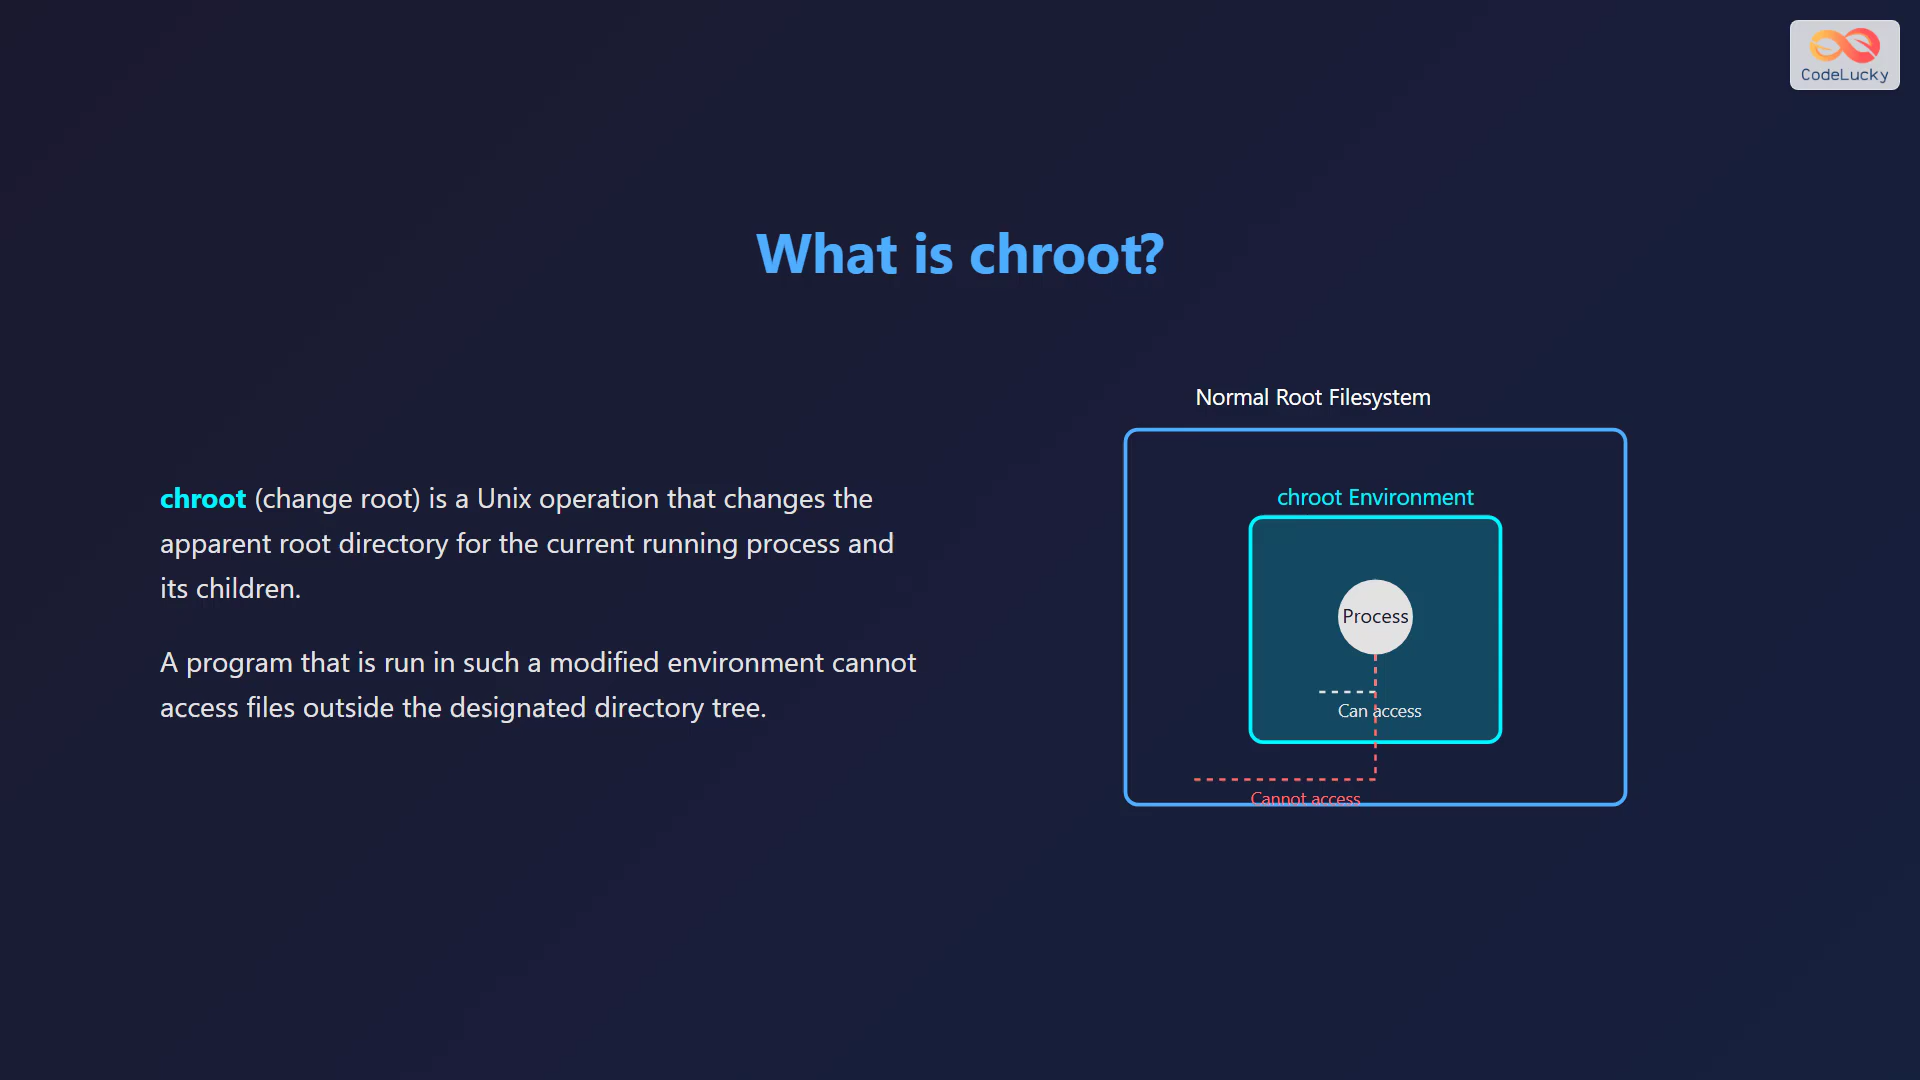 CodeLucky
What is chroot?
chroot (change root) is a Unix operation that changes the
apparent root directory for the current running process and
its children.
A program that is run in such a modified environment cannot
access files outside the designated directory tree.
Normal Root Filesystem
chroot Environment
Process
Can access
Cannot access